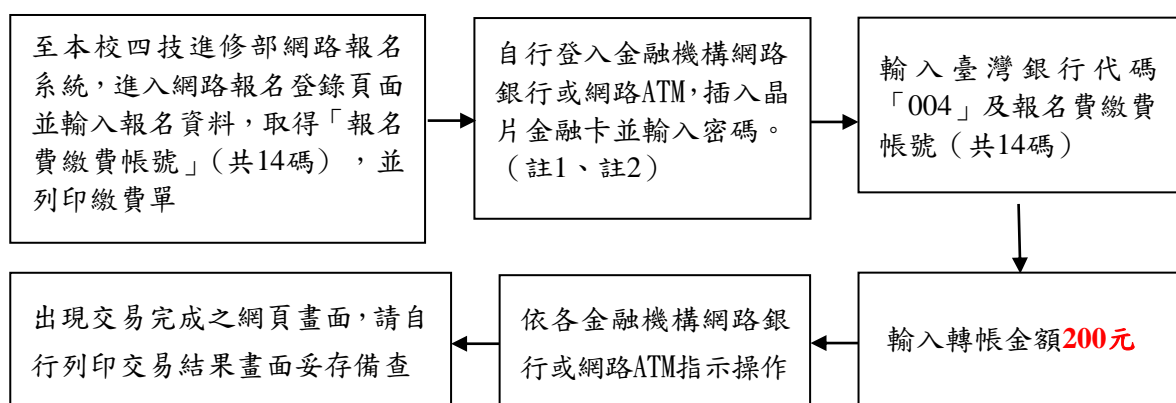 至本校四技進修部網路報名
系統，進入網路報名登錄頁面
並輸入報名資料，取得「報名
費繳費帳號」（共14碼），並
列印繳費單
自行登入金融機構網路
銀行或網路ATM，插入晶
片金融卡並輸入密碼。
（註1、註2）
輸入臺灣銀行代碼
「004」及報名費繳費
帳號（共14碼）
輸入轉帳金額200元
依各金融機構網路銀
行或網路ATM指示操作
出現交易完成之網頁畫面，請自
行列印交易結果畫面妥存備查